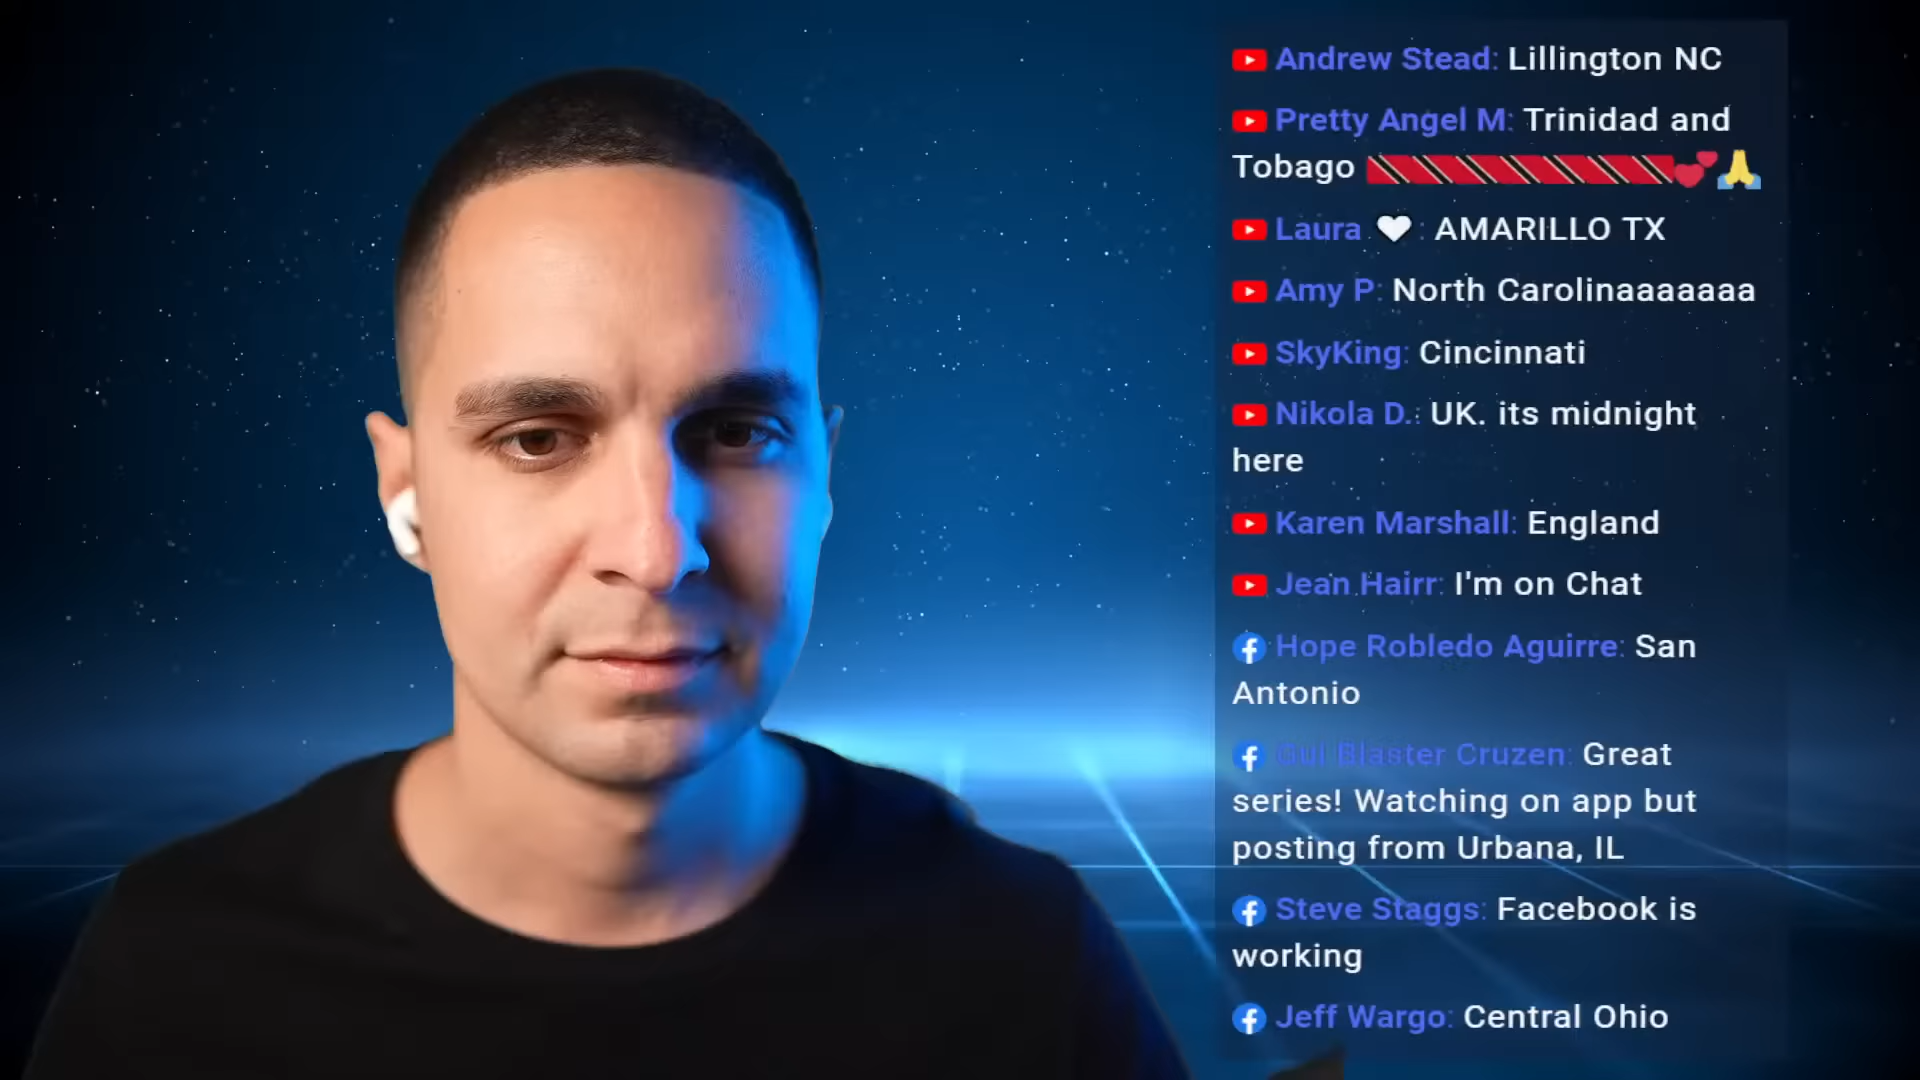 Andrew Stead: Lillington NC
Pretty Angel M: Trinidad and
Tobago 🇹🇹🇹🇹🇹🇹🇹🇹💕🙏
Laura 🤍: AMARILLO TX
Amy P: North Carolinaaaaaaa
SkyKing: Cincinnati
Nikola D.: UK. its midnight
here
Karen Marshall: England
Jean Hairr: I'm on Chat
Hope Robledo Aguirre: San
Antonio
Gui Blaster Cruzen: Great
series! Watching on app but
posting from Urbana, IL
Steve Staggs: Facebook is
working
Jeff Wargo: Central Ohio